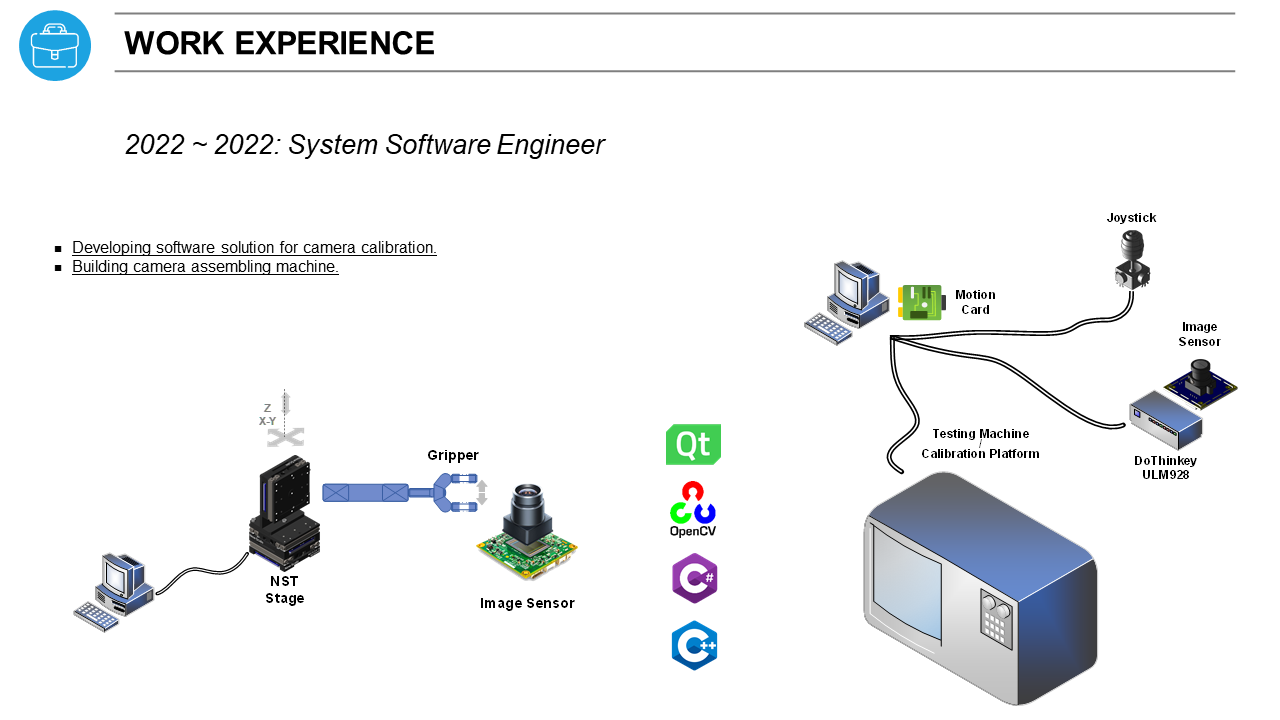 WORK EXPERIENCE
2022 ~ 2022: System Software Engineer
Developing software solution for camera calibration.
Building camera assembling machine.
Joystick
Motion
Card
Image
Sensor
Testing Machine
/
Calibration Platform
DoThinkey
ULM928
Z
X-Y
Gripper
NST
Stage
Image Sensor
Qt
OpenCV
C#
C++